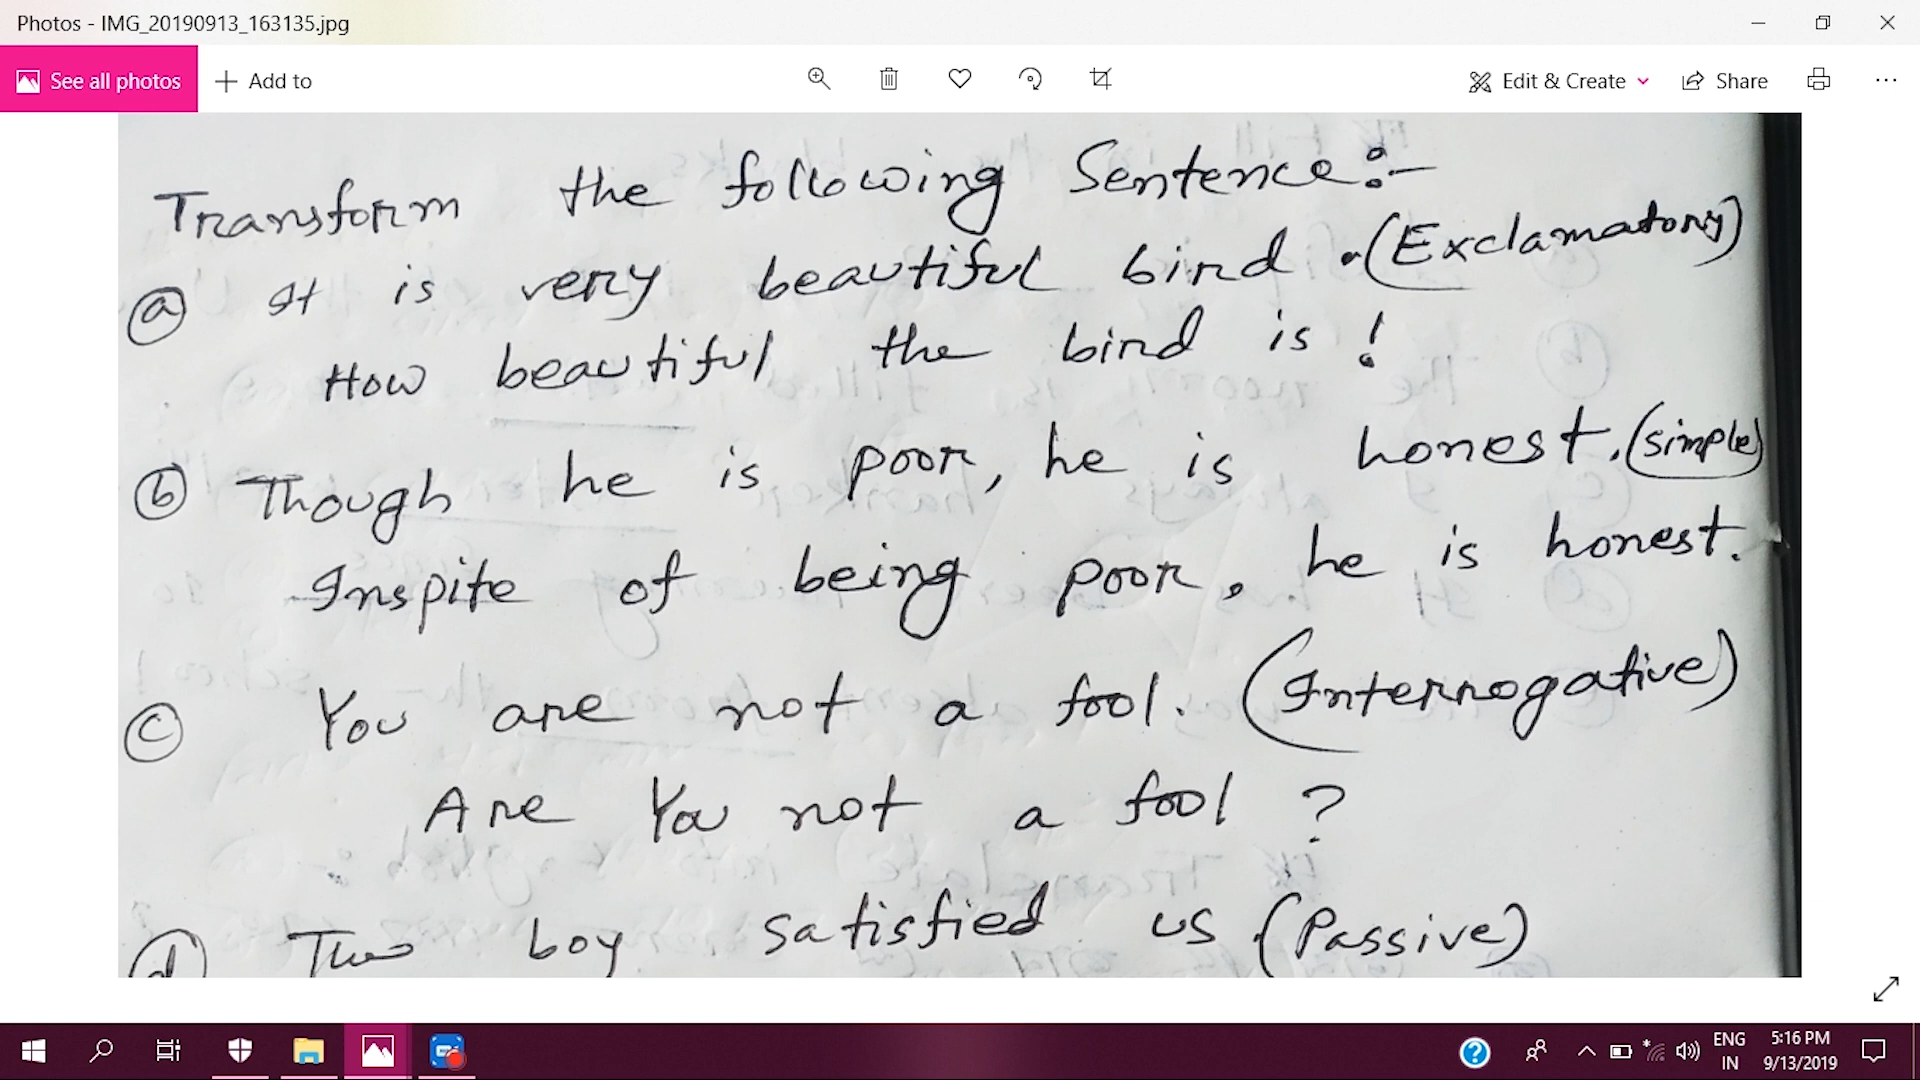 Photos - IMG_20190913_163135.jpg
See all photos
Add to
Edit & Create
Share
Transform the following Sentence:-
(a) It is very beautiful bird. (Exclamatory)
How beautiful the bird is!
(b) Though he is poor, he is honest. (simple)
Inspite of being poor, he is honest.
(c) You are not a fool. (Interrogative)
Are You not a fool ?
(d) The boy satisfied us. (Passive)
ENG
5:16 PM
IN
9/13/2019